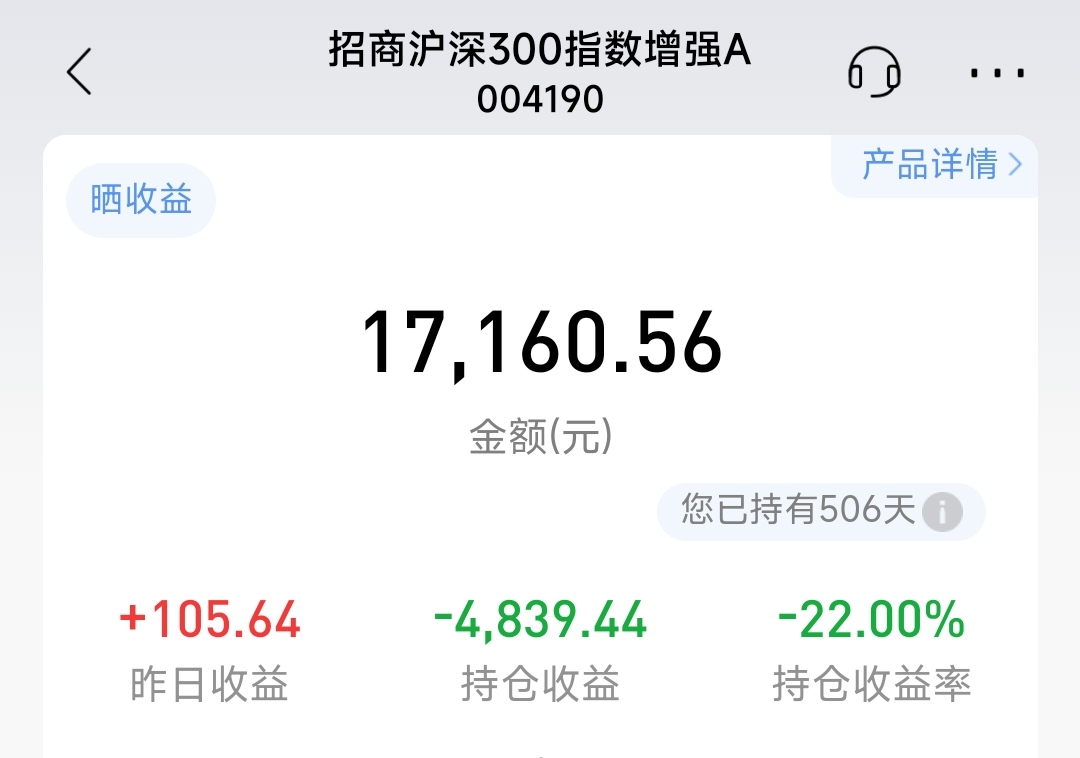 招商沪深300指数增强A
004190
产品详情
晒收益
17,160.56
金额(元)
您已持有506天
+105.64 -4,839.44 -22.00%
昨日收益 持仓收益 持仓收益率